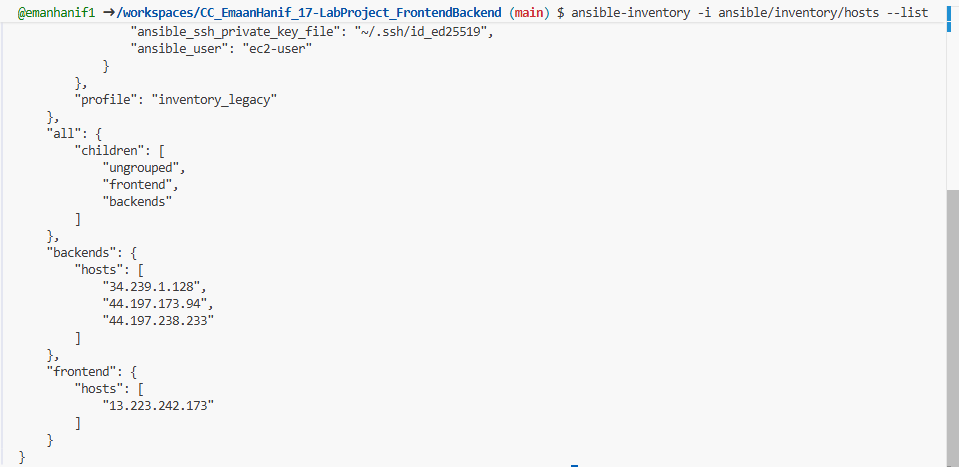 @emanhanif1 ➜/workspaces/CC_EmaanHanif_17-LabProject_FrontendBackend (main) $ ansible-inventory -i ansible/inventory/hosts --list
                "ansible_ssh_private_key_file": "~/.ssh/id_ed25519",
                "ansible_user": "ec2-user"
            }
        },
        "profile": "inventory_legacy"
    },
    "all": {
        "children": [
            "ungrouped",
            "frontend",
            "backends"
        ]
    },
    "backends": {
        "hosts": [
            "34.239.1.128",
            "44.197.173.94",
            "44.197.238.233"
        ]
    },
    "frontend": {
        "hosts": [
            "13.223.242.173"
        ]
    }
}